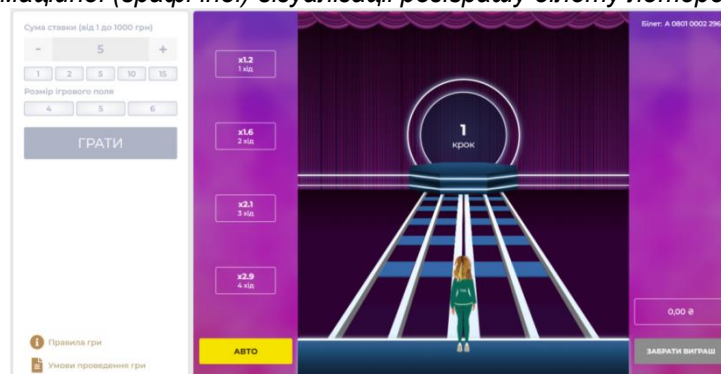 Сума ставки (від 1 до 1000 грн)
- 5 +
1 2 5 10 15
Розмір ігрового поля
4 5 6
ГРАТИ
Правила гри
Умови проведення гри
x1.2
1 хід
x1.6
2 хід
x2.1
3 хід
x2.9
4 хід
АВТО
1
крок
Білет: А 0801 0002 296
0,00 ₴
ЗАБРАТИ ВИГРАШ